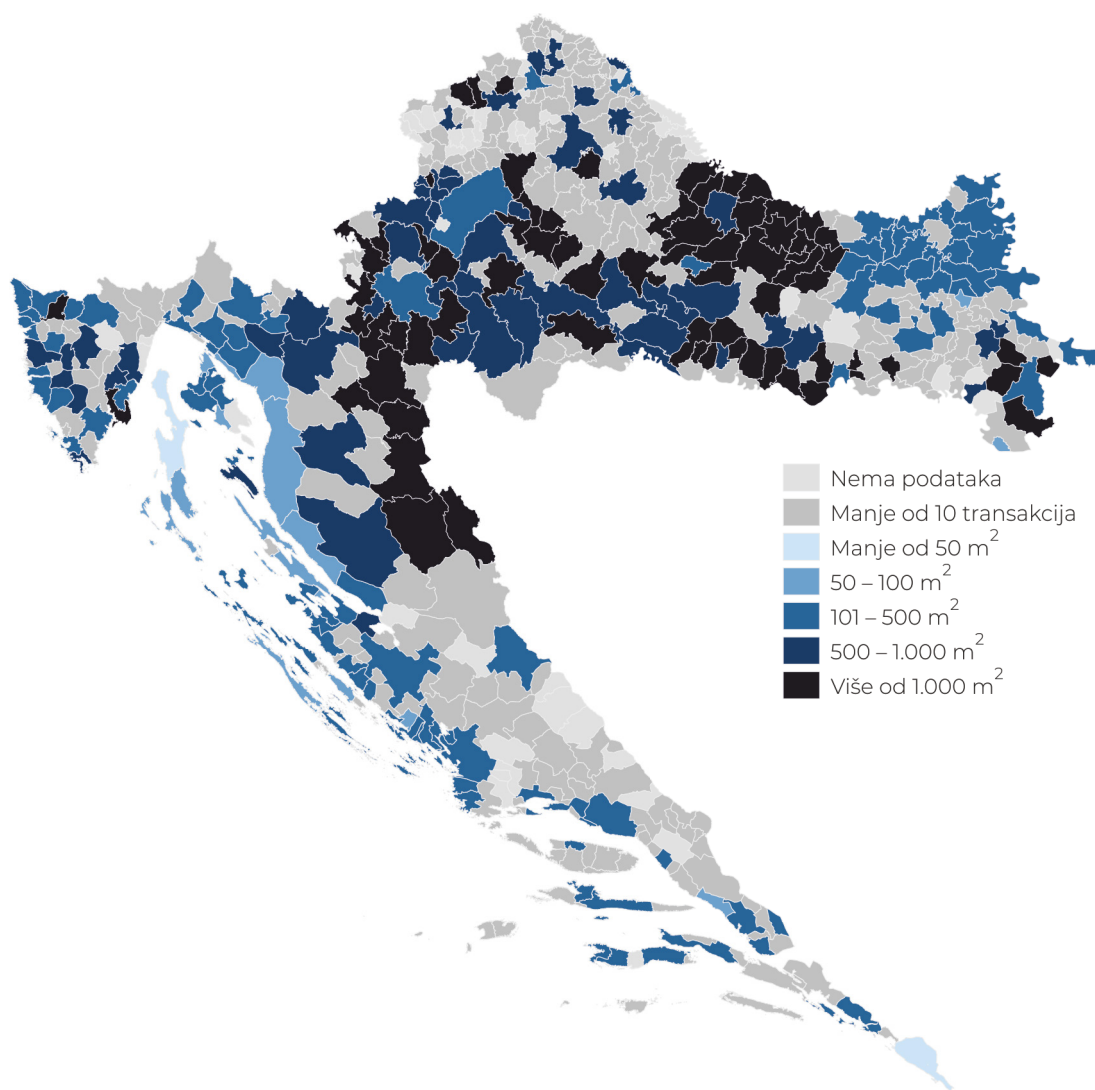 Nema podataka
Manje od 10 transakcija
Manje od 50 m²
50 – 100 m²
101 – 500 m²
500 – 1.000 m²
Više od 1.000 m²